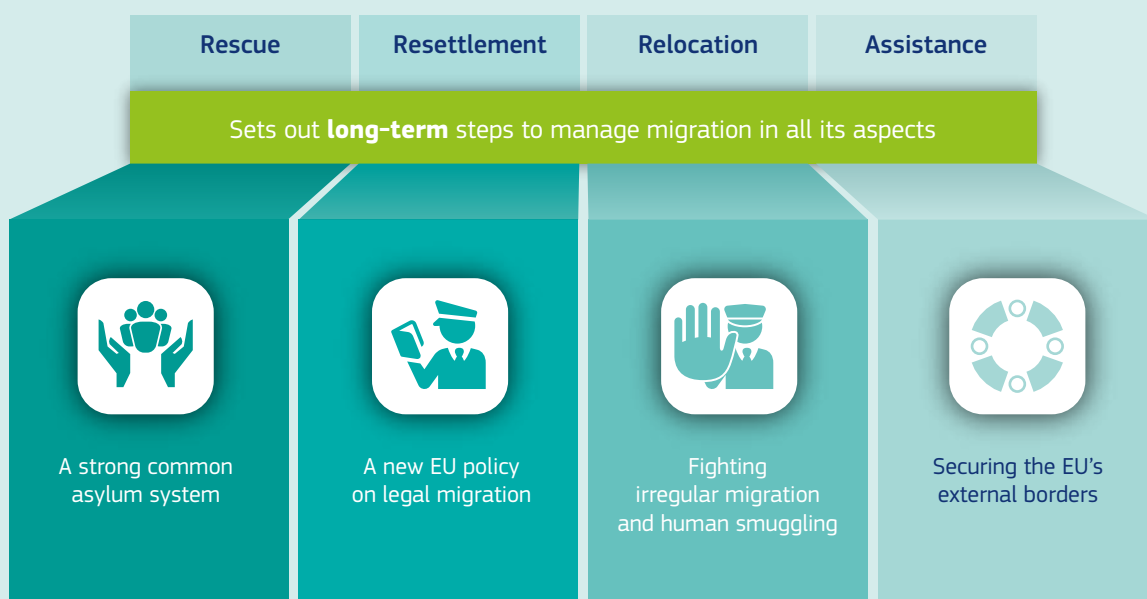 Rescue
Resettlement
Relocation
Assistance
Sets out long-term steps to manage migration in all its aspects
A strong common
asylum system
A new EU policy
on legal migration
Fighting
irregular migration
and human smuggling
Securing the EU's
external borders